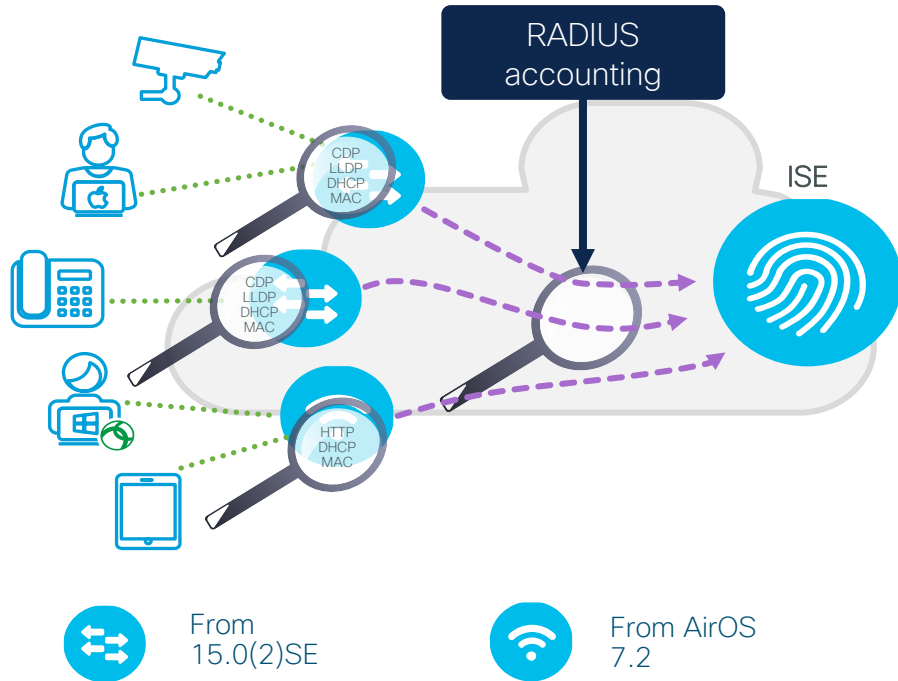 RADIUS
accounting
CDP
LLDP
DHCP
MAC
ISE
CDP
LLDP
DHCP
MAC
HTTP
DHCP
MAC
From
15.0(2)SE
From AirOS
7.2